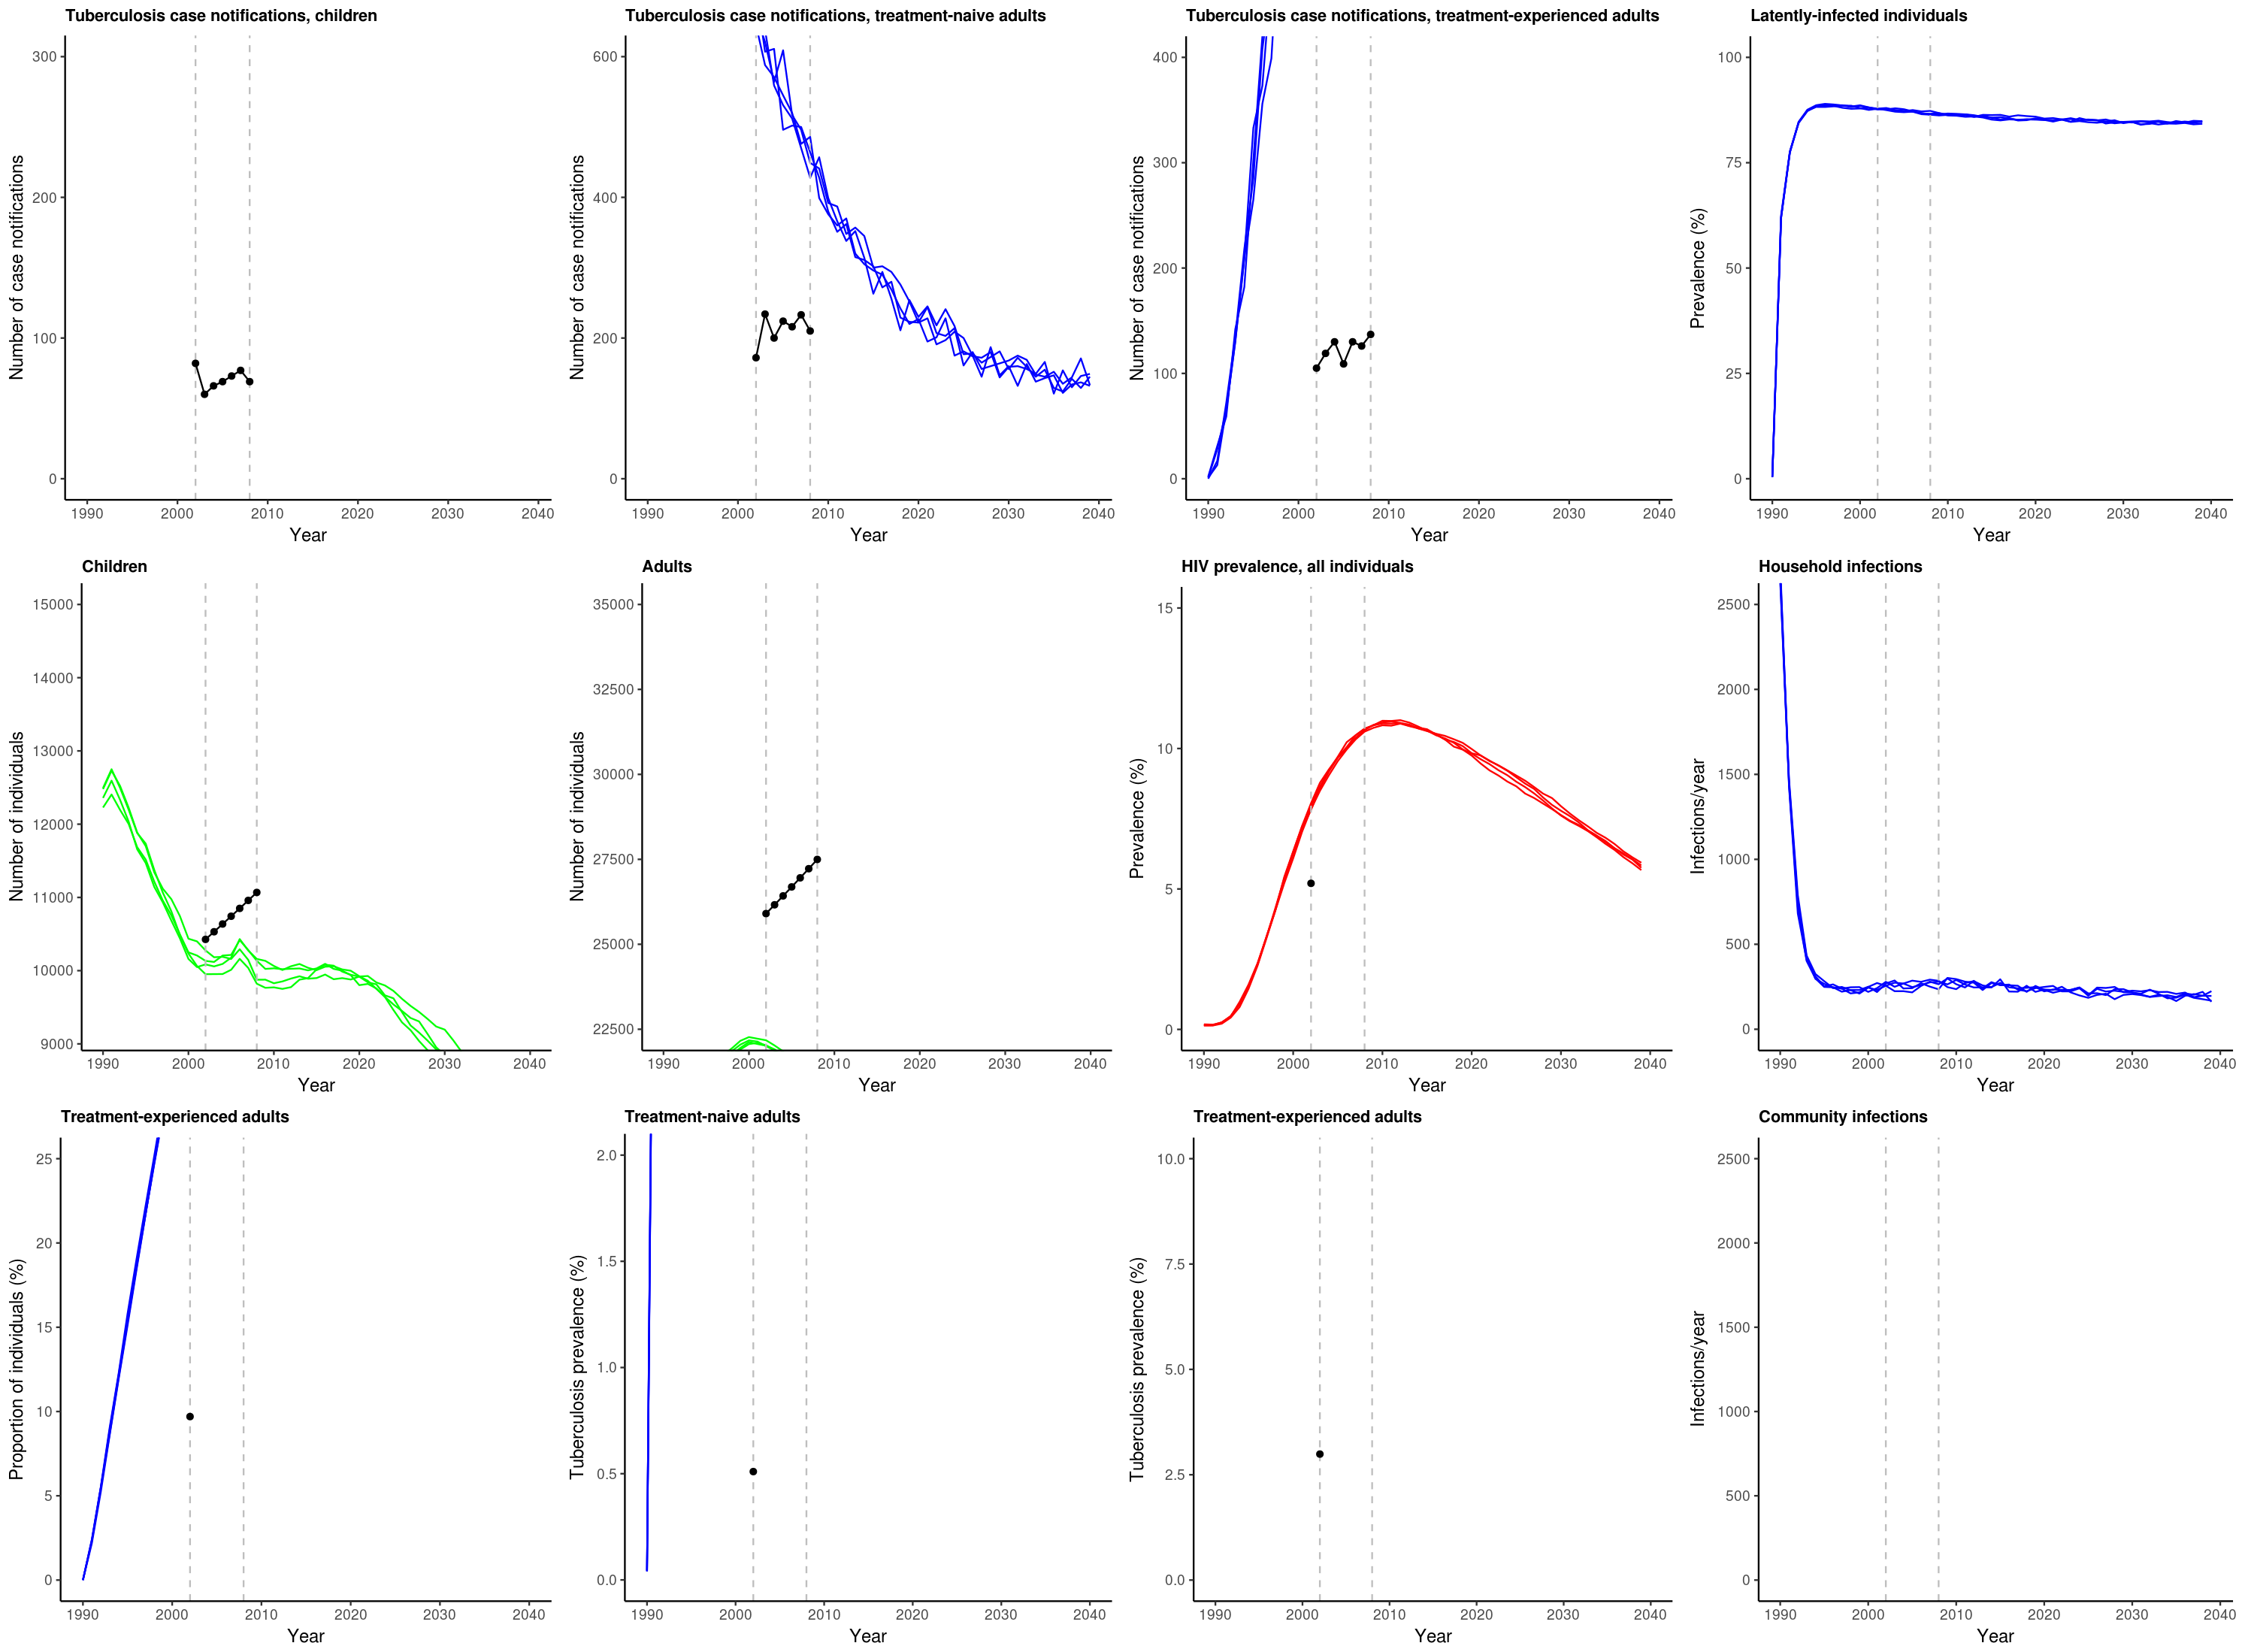 Tuberculosis case notifications, children
Number of case notifications
300
200
100
0
1990 2000 2010 2020 2030 2040
Year
Tuberculosis case notifications, treatment-naive adults
Number of case notifications
600
400
200
0
1990 2000 2010 2020 2030 2040
Year
Tuberculosis case notifications, treatment-experienced adults
Number of case notifications
400
300
200
100
0
1990 2000 2010 2020 2030 2040
Year
Latently-infected individuals
Prevalence (%)
100
75
50
25
0
1990 2000 2010 2020 2030 2040
Year
Children
Number of individuals
15000
14000
13000
12000
11000
10000
9000
1990 2000 2010 2020 2030 2040
Year
Adults
Number of individuals
35000
32500
30000
27500
25000
22500
1990 2000 2010 2020 2030 2040
Year
HIV prevalence, all individuals
Prevalence (%)
15
10
5
0
1990 2000 2010 2020 2030 2040
Year
Household infections
Infections/year
2500
2000
1500
1000
500
0
1990 2000 2010 2020 2030 2040
Year
Treatment-experienced adults
Proportion of individuals (%)
25
20
15
10
5
0
1990 2000 2010 2020 2030 2040
Year
Treatment-naive adults
Tuberculosis prevalence (%)
2.0
1.5
1.0
0.5
0.0
1990 2000 2010 2020 2030 2040
Year
Treatment-experienced adults
Tuberculosis prevalence (%)
10.0
7.5
5.0
2.5
0.0
1990 2000 2010 2020 2030 2040
Year
Community infections
Infections/year
2500
2000
1500
1000
500
0
1990 2000 2010 2020 2030 2040
Year